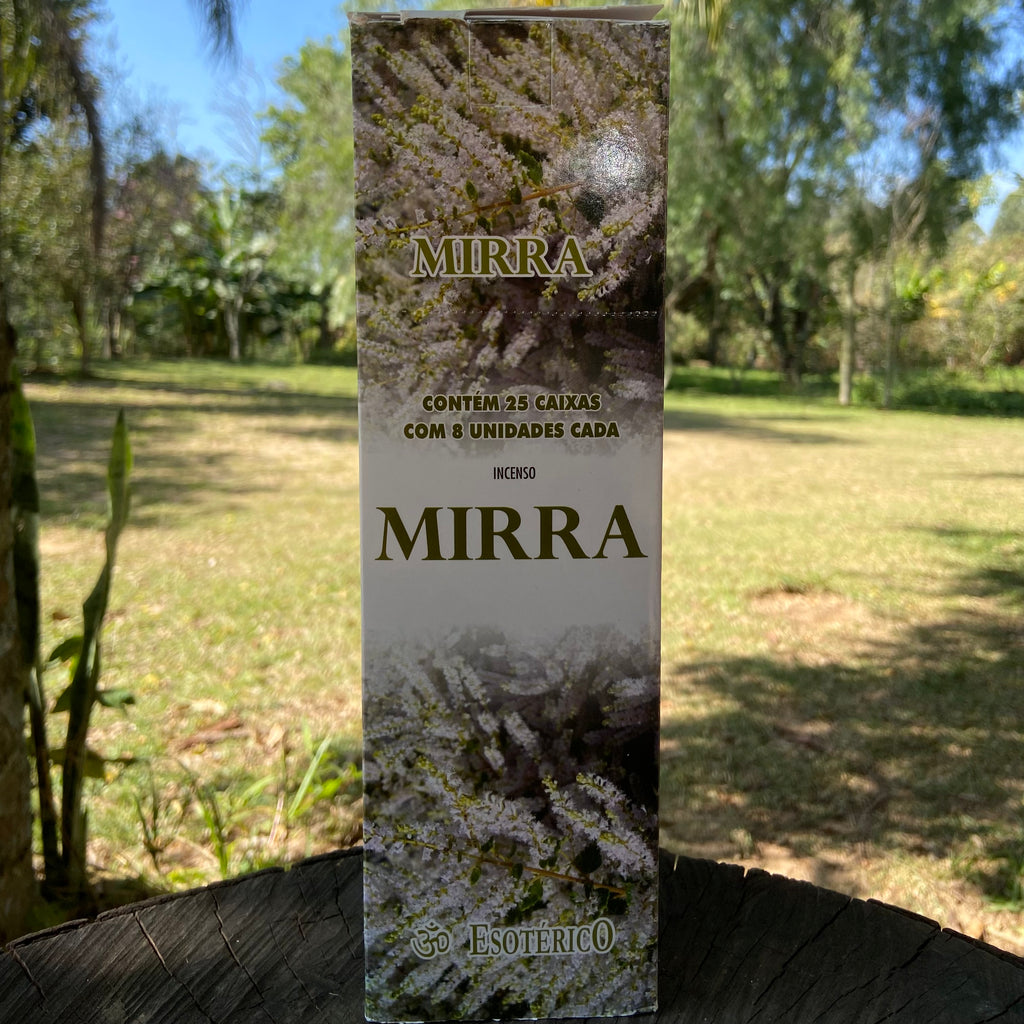 MIRRA
CONTÉM 25 CAIXAS
COM 8 UNIDADES CADA
INCENSO
MIRRA
ॐ ESOTÉRICO